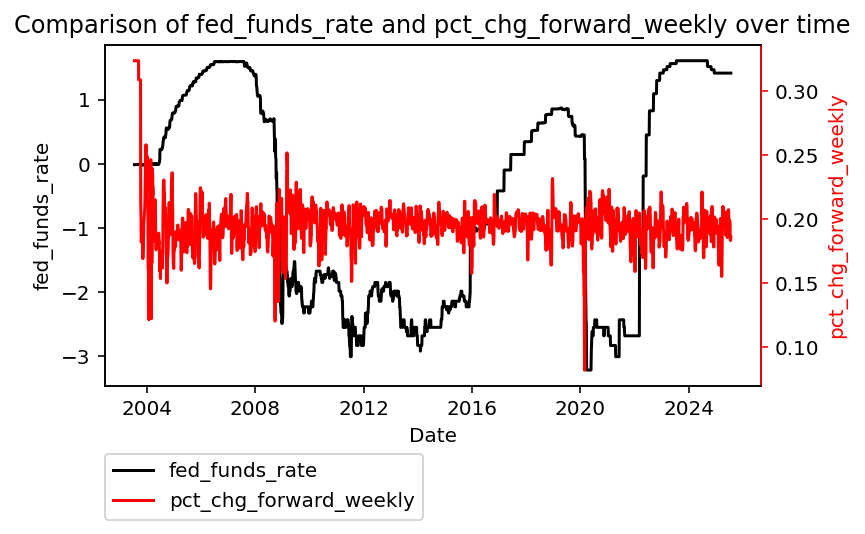 Comparison of fed_funds_rate and pct_chg_forward_weekly over time
fed_funds_rate
1
0
−1
−2
−3
0.30
0.25
0.20
0.15
0.10
pct_chg_forward_weekly
2004 2008 2012 2016 2020 2024
Date
fed_funds_rate
pct_chg_forward_weekly